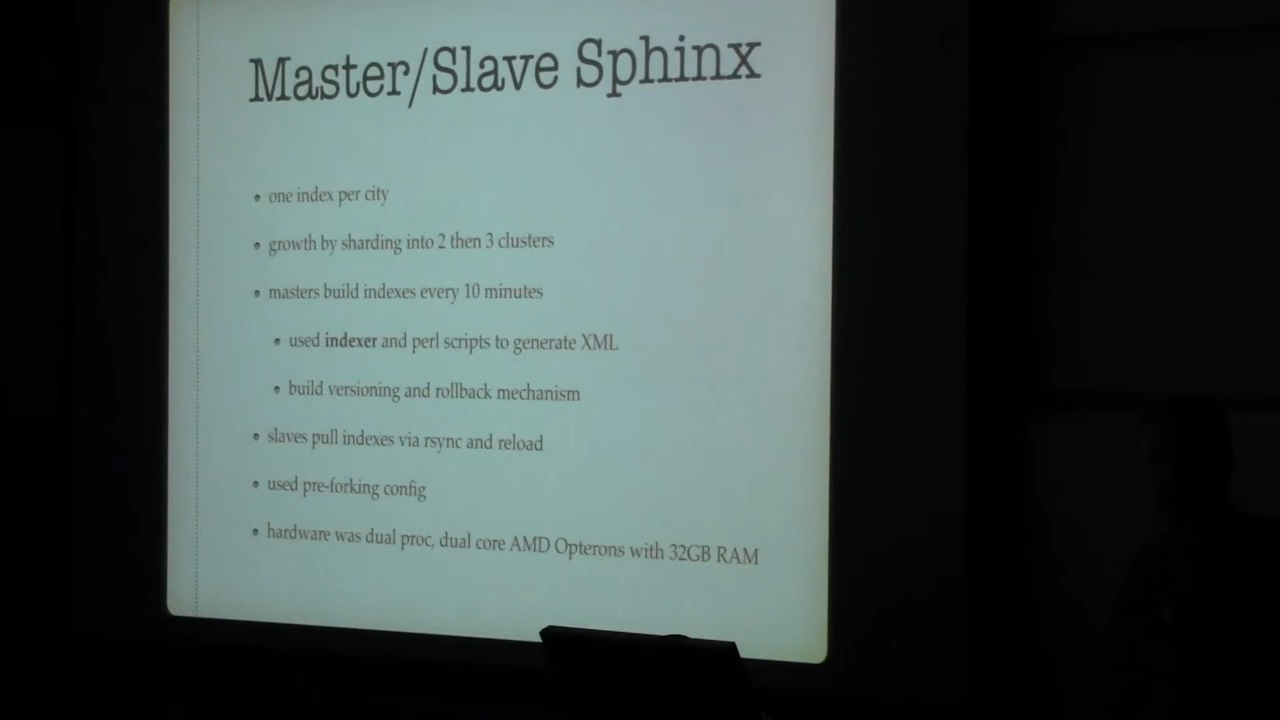 Master/Slave Sphinx
• one index per city
• growth by sharding into 2 then 3 clusters
• masters build indexes every 10 minutes
• used indexer and perl scripts to generate XML
• build versioning and rollback mechanism
• slaves pull indexes via rsync and reload
• used pre-forking config
• hardware was dual proc, dual core AMD Opterons with 32GB RAM